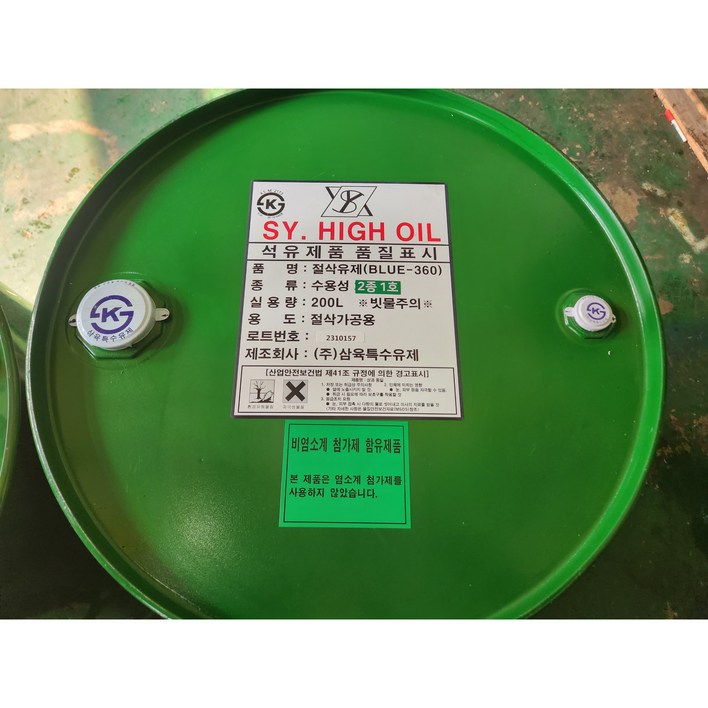 SY. HIGH OIL
석유제품 품질표시
품 명 : 절삭유제(BLUE-360)
종 류 : 수용성 2종 1호
실 용 량 : 200L ※빗물주의※
용 도 : 절삭가공용
로트번호 : 2310157
제조회사 : (주)삼육특수유제
[산업안전보건법 제41조 규정에 의한 경고표시]
비염소계 첨가제 함유제품
본 제품은 염소계 첨가제를
사용하지 않았습니다.
K
삼육특수유제